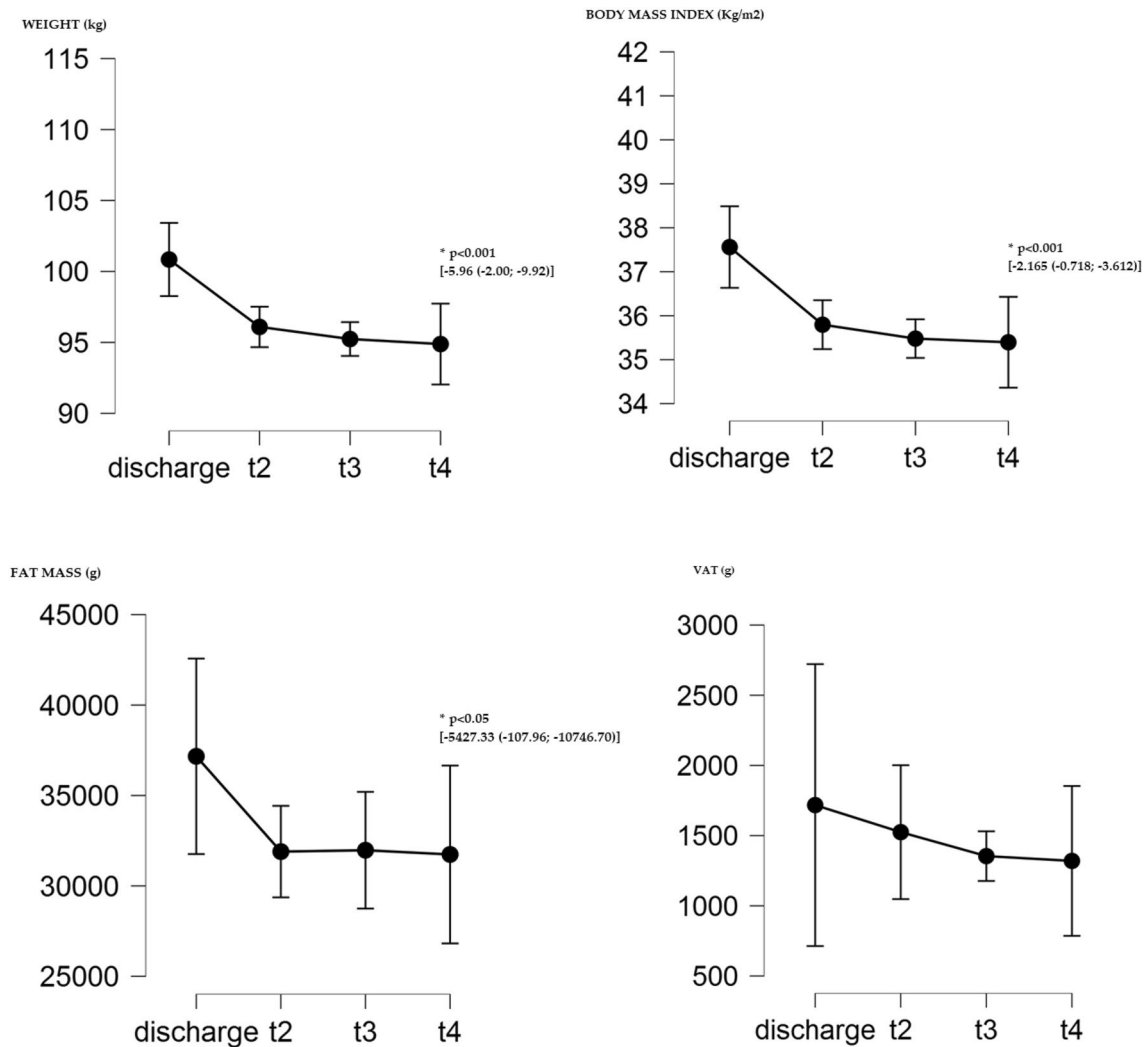 WEIGHT (kg)
115
110
105
100
95
90
* p<0.001
[-5.96 (-2.00; -9.92)]
discharge t2 t3 t4
BODY MASS INDEX (Kg/m2)
42
41
40
39
38
37
36
35
34
* p<0.001
[-2.165 (-0.718; -3.612)]
discharge t2 t3 t4
FAT MASS (g)
45000
40000
35000
30000
25000
* p<0.05
[-5427.33 (-107.96; -10746.70)]
discharge t2 t3 t4
VAT (g)
3000
2500
2000
1500
1000
500
discharge t2 t3 t4